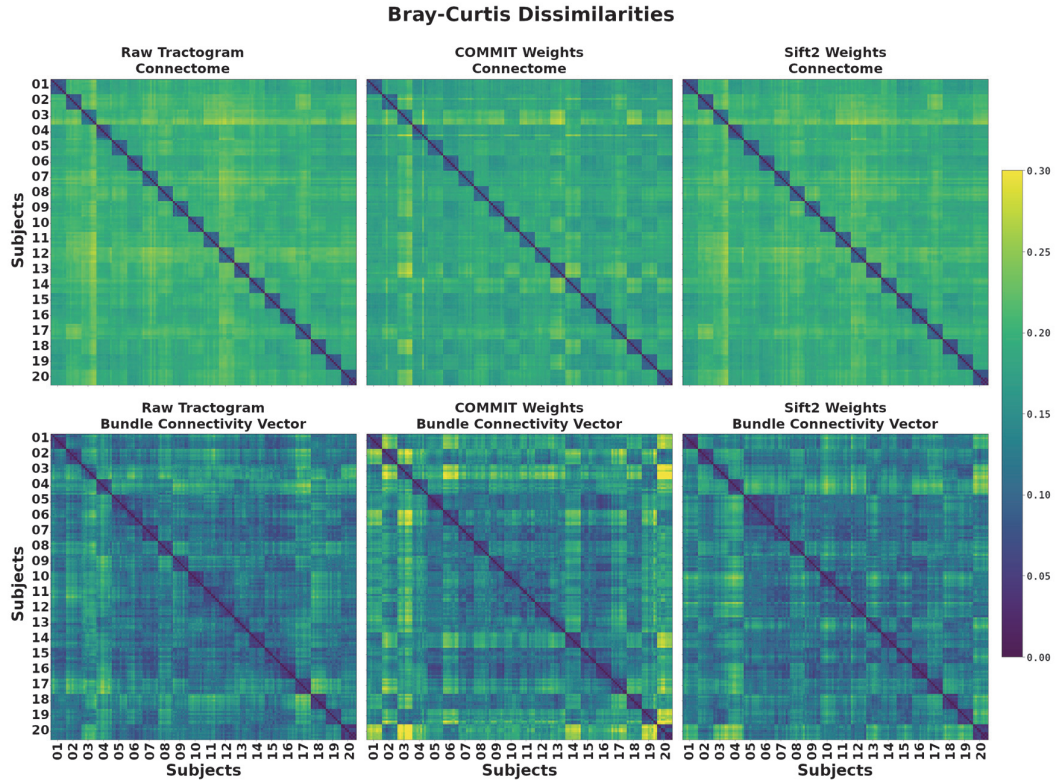 Bray-Curtis Dissimilarities
Raw Tractogram
Connectome
COMMIT Weights
Connectome
Sift2 Weights
Connectome
01
02
03
04
05
06
07
08
09
10
11
12
13
14
15
16
17
18
19
20
Subjects
Raw Tractogram
Bundle Connectivity Vector
COMMIT Weights
Bundle Connectivity Vector
Sift2 Weights
Bundle Connectivity Vector
01
02
03
04
05
06
07
08
09
10
11
12
13
14
15
16
17
18
19
20
Subjects
01 02 03 04 05 06 07 08 09 10 11 12 13 14 15 16 17 18 19 20
Subjects
01 02 03 04 05 06 07 08 09 10 11 12 13 14 15 16 17 18 19 20
Subjects
01 02 03 04 05 06 07 08 09 10 11 12 13 14 15 16 17 18 19 20
Subjects
0.30
0.25
0.20
0.15
0.10
0.05
0.00